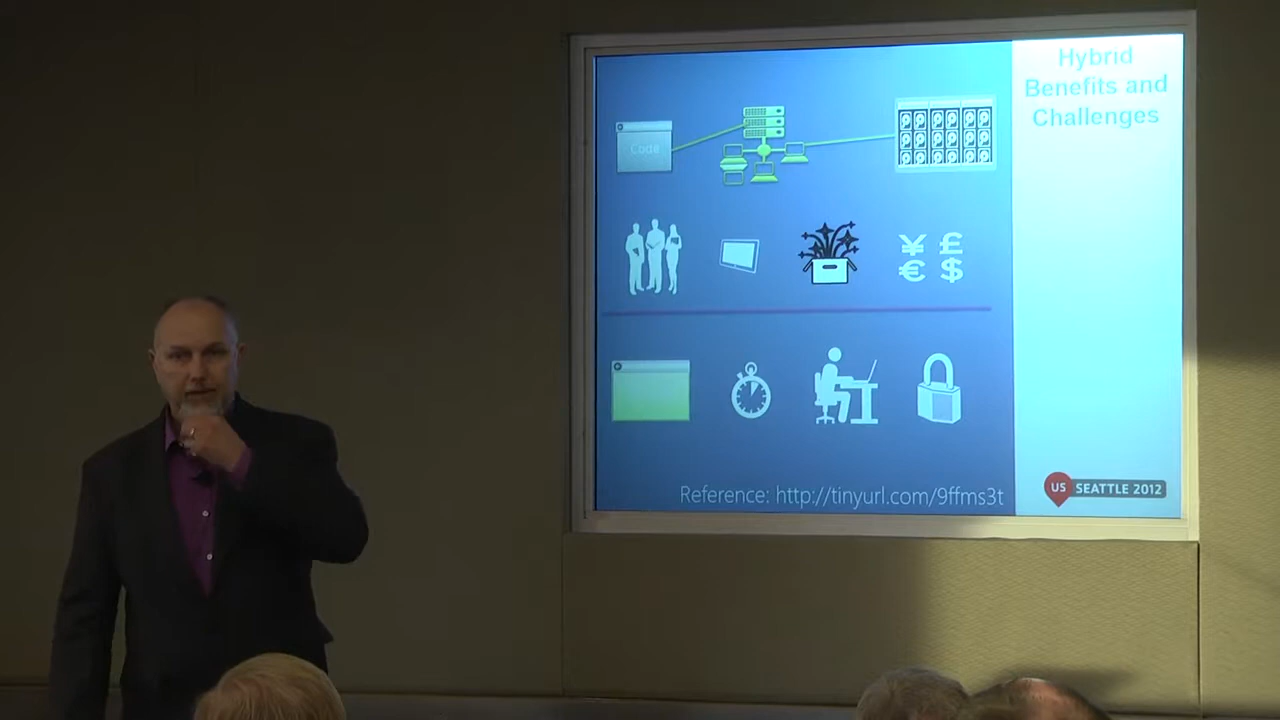 Hybrid
Benefits and
Challenges
Code
¥ £
€ $
Reference: http://tinyurl.com/9ffms3t
US SEATTLE 2012